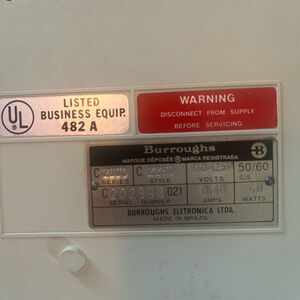 UL
LISTED
BUSINESS EQUIP.
482 A
WARNING
DISCONNECT FROM SUPPLY
BEFORE SERVICING
Burroughs
MARQUE DÉPOSÉE ® MARCA REGISTRADA B
C C 50/60
SERIES STYLE VOLTS C/S
021
SERIAL NUMBER AMPS WATTS
BURROUGHS ELETRONICA LTDA.
MADE IN BRAZIL